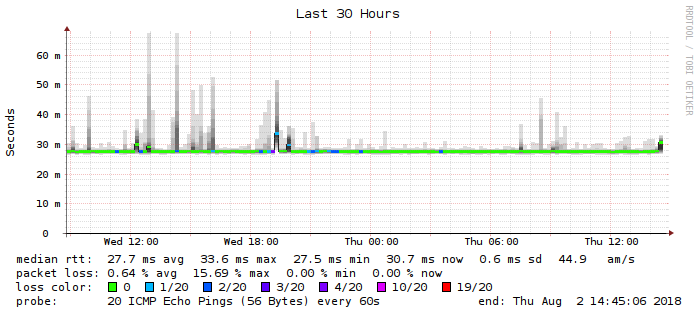 Last 30 Hours
RRDTOOL / TOBI OETIKER
Seconds
60 m
50 m
40 m
30 m
20 m
10 m
0
Wed 12:00 Wed 18:00 Thu 00:00 Thu 06:00 Thu 12:00
median rtt: 27.7 ms avg 33.6 ms max 27.5 ms min 30.7 ms now 0.6 ms sd 44.9 am/s
packet loss: 0.64 % avg 15.69 % max 0.00 % min 0.00 % now
loss color: 0 1/20 2/20 3/20 4/20 10/20 19/20
probe: 20 ICMP Echo Pings (56 Bytes) every 60s end: Thu Aug 2 14:45:06 2018